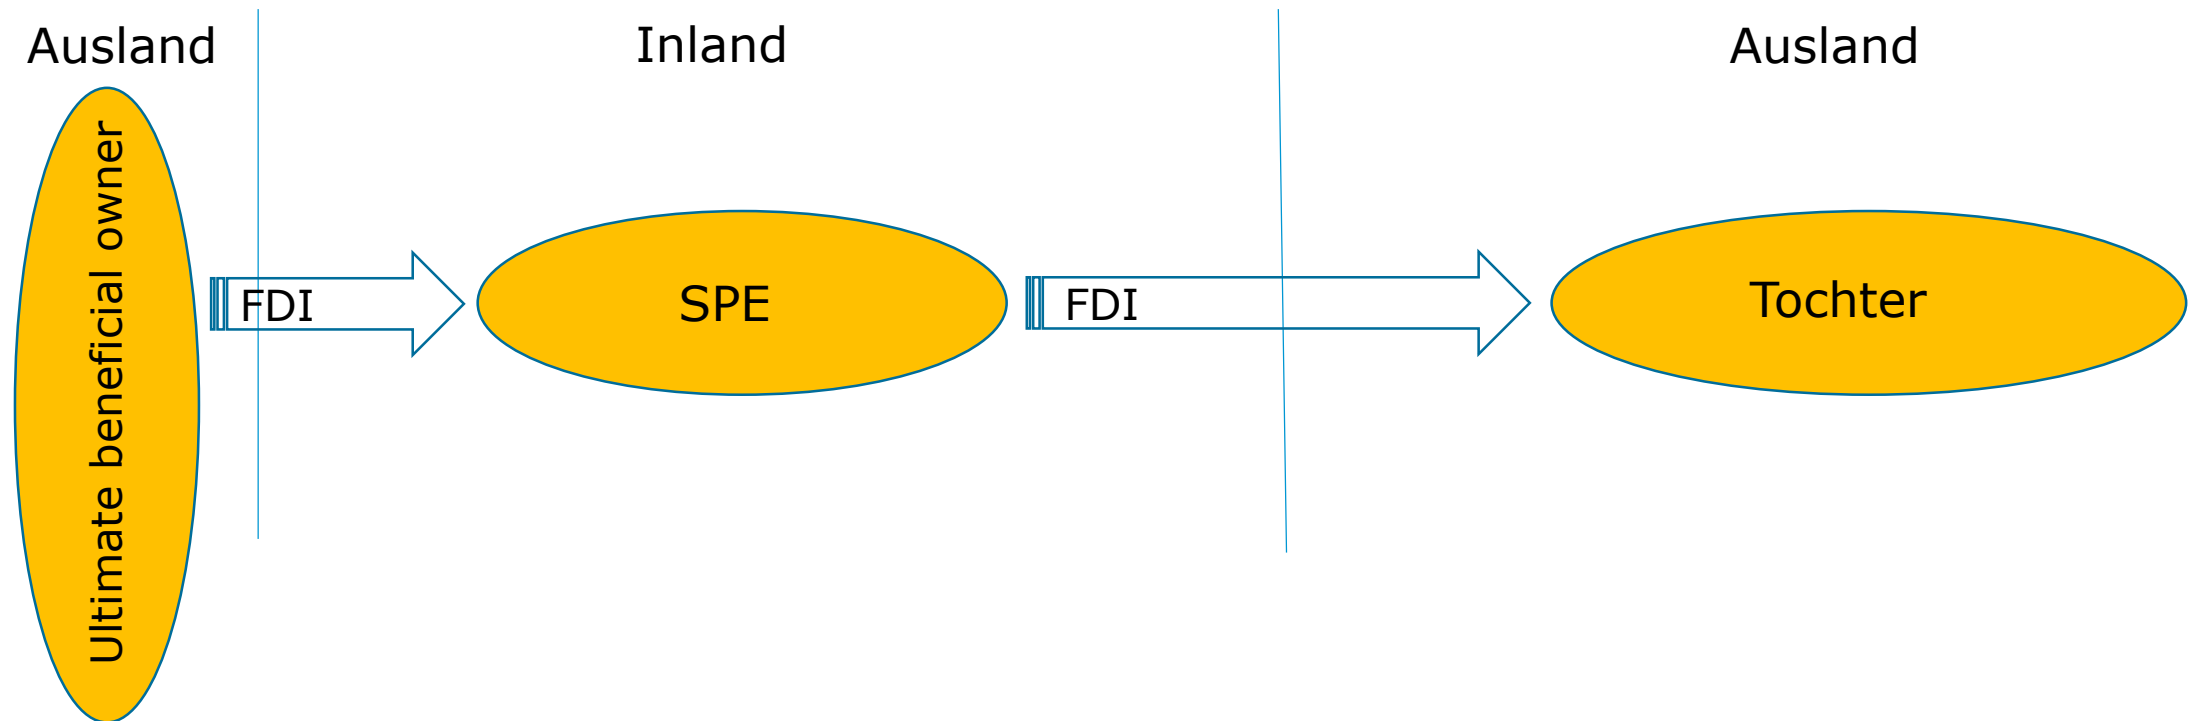 Ausland
Inland
Ausland
Ultimate beneficial owner
FDI
SPE
FDI
Tochter